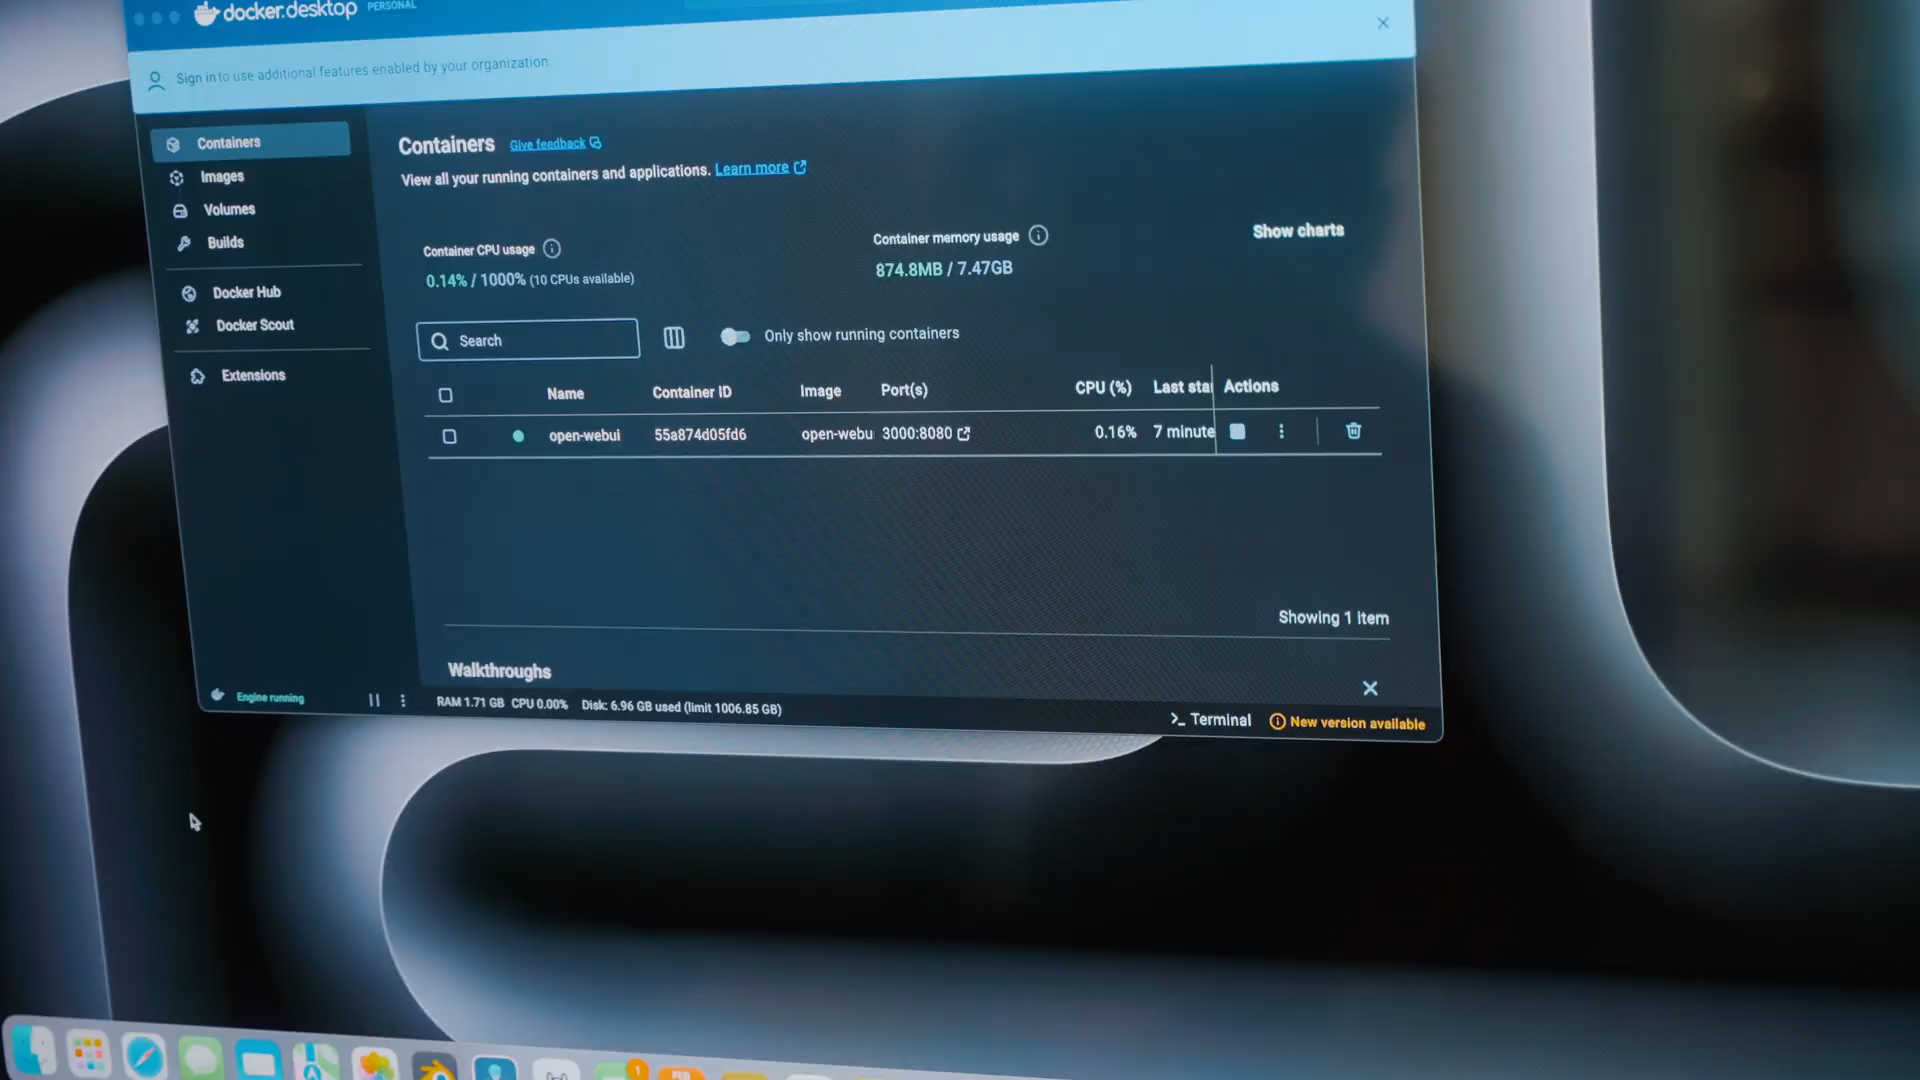 docker.desktop PERSONAL
Sign in to use additional features enabled by your organization.
Containers
Images
Volumes
Builds
Docker Hub
Docker Scout
Extensions
Containers Give feedback
View all your running containers and applications. Learn more
Container CPU usage
0.14% / 1000% (10 CPUs available)
Container memory usage
874.8MB / 7.47GB
Show charts
Search
Only show running containers
Name Container ID Image Port(s) CPU (%) Last sta Actions
open-webui 55a874d05fd6 open-webu 3000:8080 0.16% 7 minute
Showing 1 item
Walkthroughs
Engine running
RAM 1.71 GB CPU 0.00% Disk: 6.96 GB used (limit 1006.85 GB)
>_ Terminal
New version available
1
FEB